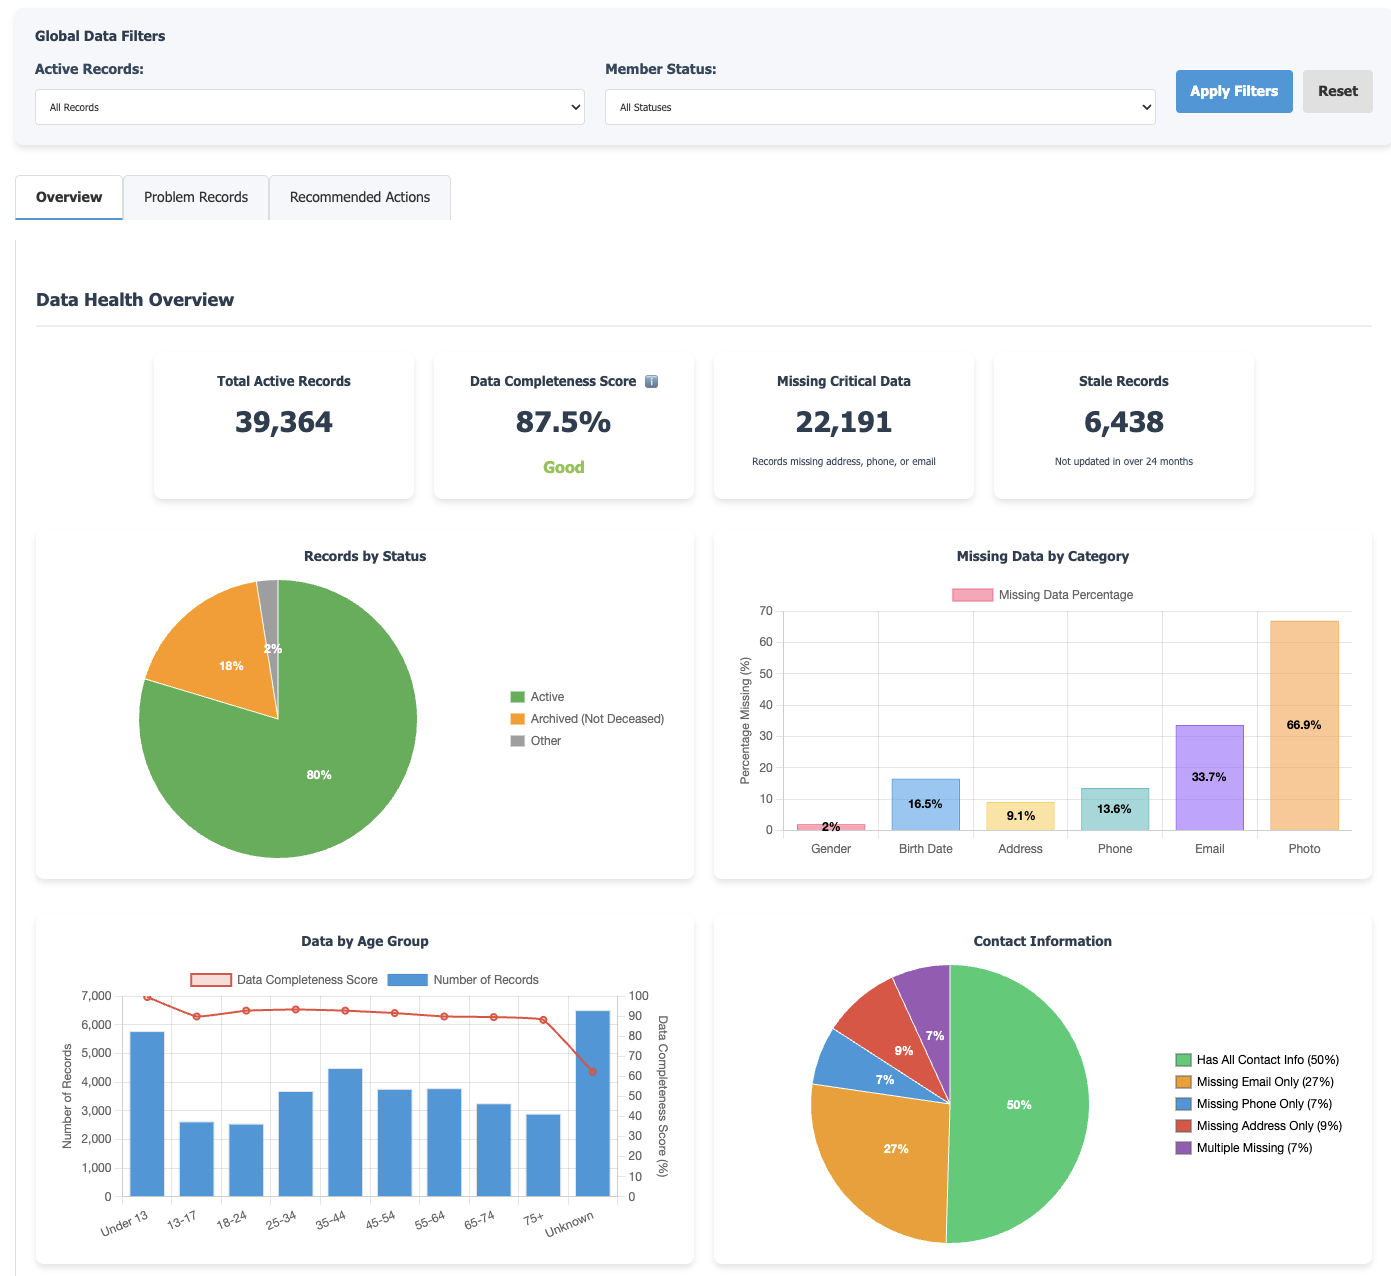 Global Data Filters
Active Records:
Member Status:
All Records
All Statuses
Apply Filters
Reset
Overview
Problem Records
Recommended Actions
Data Health Overview
Total Active Records
39,364
Data Completeness Score ℹ️
87.5%
Good
Missing Critical Data
22,191
Records missing address, phone, or email
Stale Records
6,438
Not updated in over 24 months
Records by Status
2%
18%
80%
Active
Archived (Not Deceased)
Other
Missing Data by Category
Missing Data Percentage
Percentage Missing (%)
70
60
50
40
30
20
10
0
2%
16.5%
9.1%
13.6%
33.7%
66.9%
Gender
Birth Date
Address
Phone
Email
Photo
Data by Age Group
Data Completeness Score
Number of Records
Number of Records
7,000
6,000
5,000
4,000
3,000
2,000
1,000
0
100
90
80
70
60
50
40
30
20
10
0
Data Completeness Score (%)
Under 13
13-17
18-24
25-34
35-44
45-54
55-64
65-74
75+
Unknown
Contact Information
7%
9%
7%
50%
27%
Has All Contact Info (50%)
Missing Email Only (27%)
Missing Phone Only (7%)
Missing Address Only (9%)
Multiple Missing (7%)